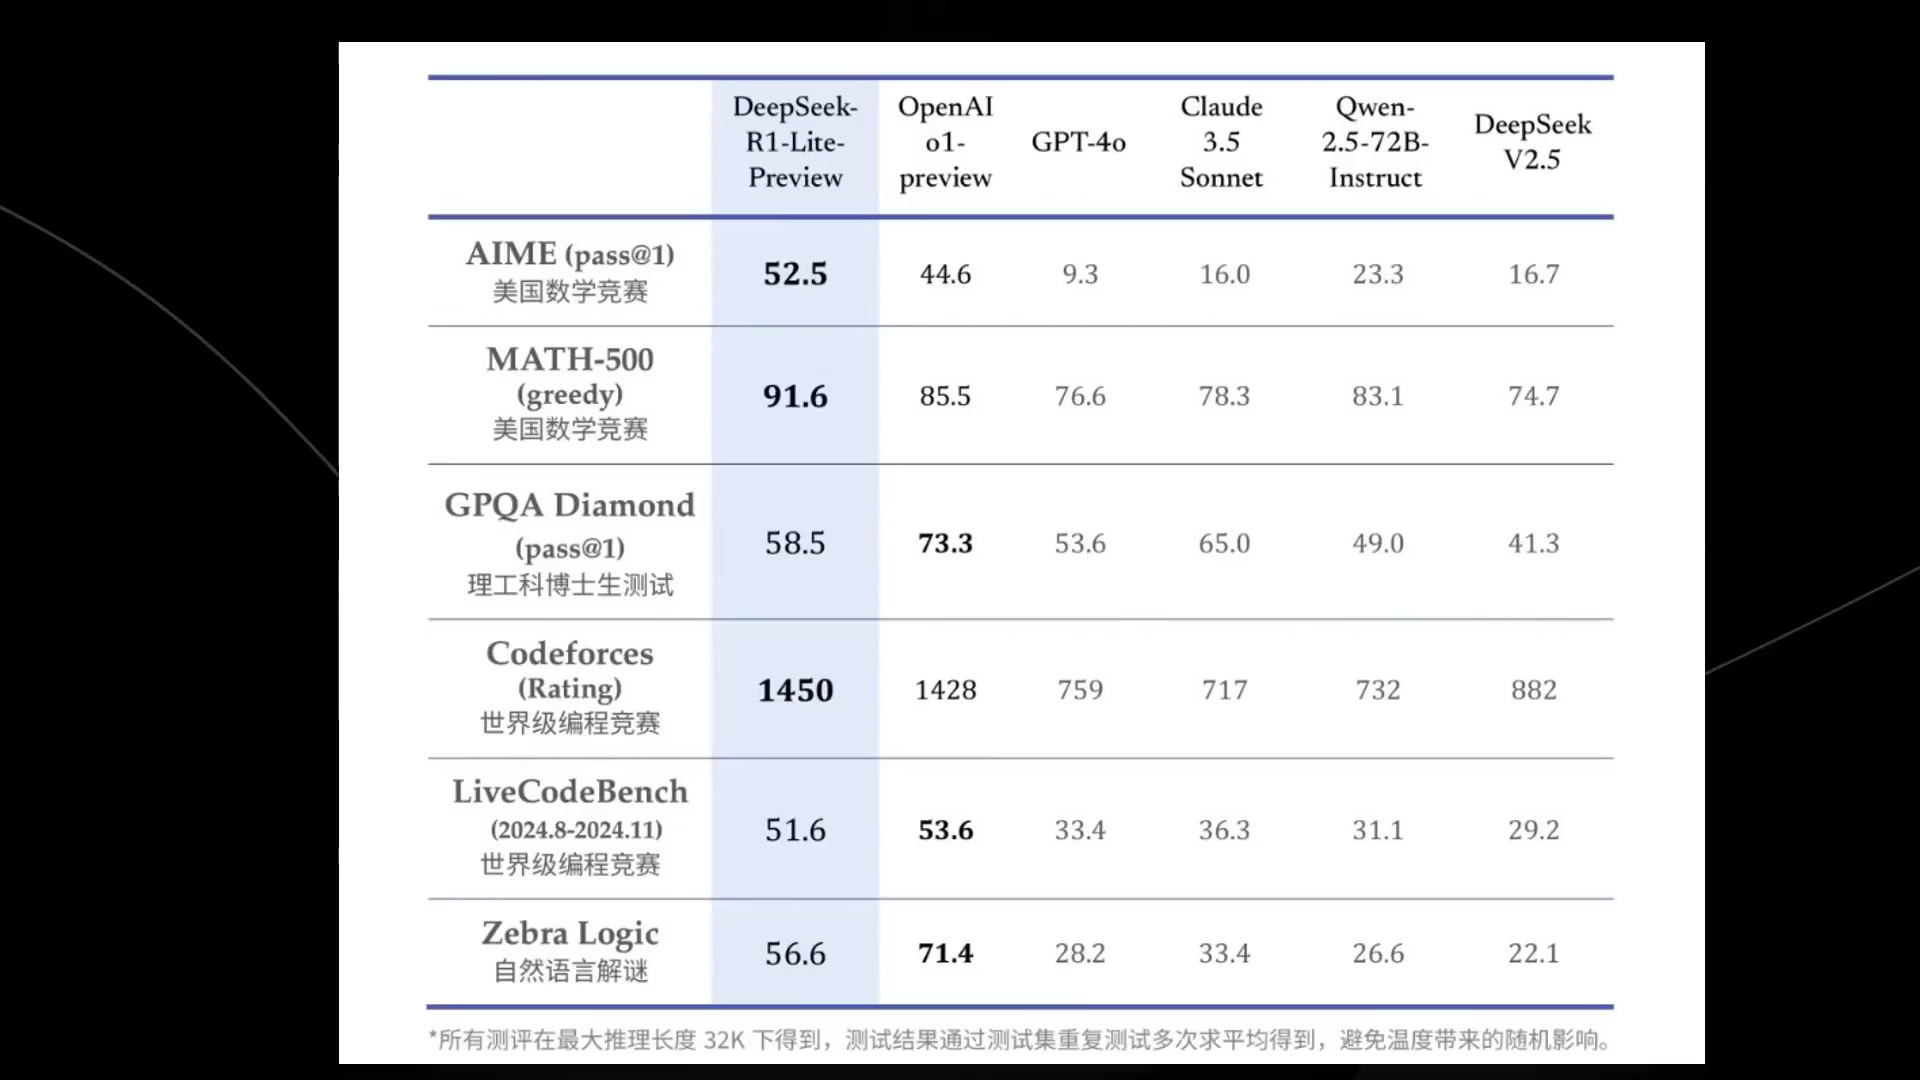 DeepSeek-R1-Lite-Preview OpenAI o1-preview GPT-4o Claude 3.5 Sonnet Qwen-2.5-72B-Instruct DeepSeek V2.5
AIME (pass@1)
美国数学竞赛
52.5 44.6 9.3 16.0 23.3 16.7
MATH-500
(greedy)
美国数学竞赛
91.6 85.5 76.6 78.3 83.1 74.7
GPQA Diamond
(pass@1)
理工科博士生测试
58.5 73.3 53.6 65.0 49.0 41.3
Codeforces
(Rating)
世界级编程竞赛
1450 1428 759 717 732 882
LiveCodeBench
(2024.8-2024.11)
世界级编程竞赛
51.6 53.6 33.4 36.3 31.1 29.2
Zebra Logic
自然语言解谜
56.6 71.4 28.2 33.4 26.6 22.1
*所有测评在最大推理长度 32K 下得到，测试结果通过测试集重复测试多次求平均得到，避免温度带来的随机影响。